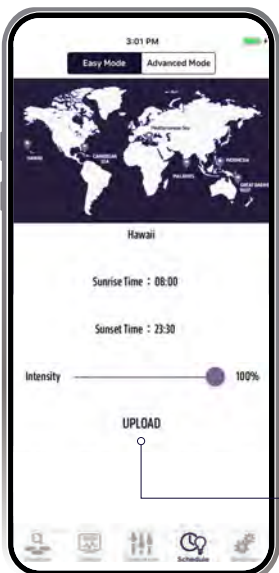 3:01 PM
Easy Mode Advanced Mode
Mediterranean Sea
HAWAII
CARIBBEAN SEA
MALDIVES
INDONESIA
GREAT BARRIER REEF
Hawaii
Sunrise Time : 08:00
Sunset Time : 23:30
Intensity 100%
UPLOAD
Schedule